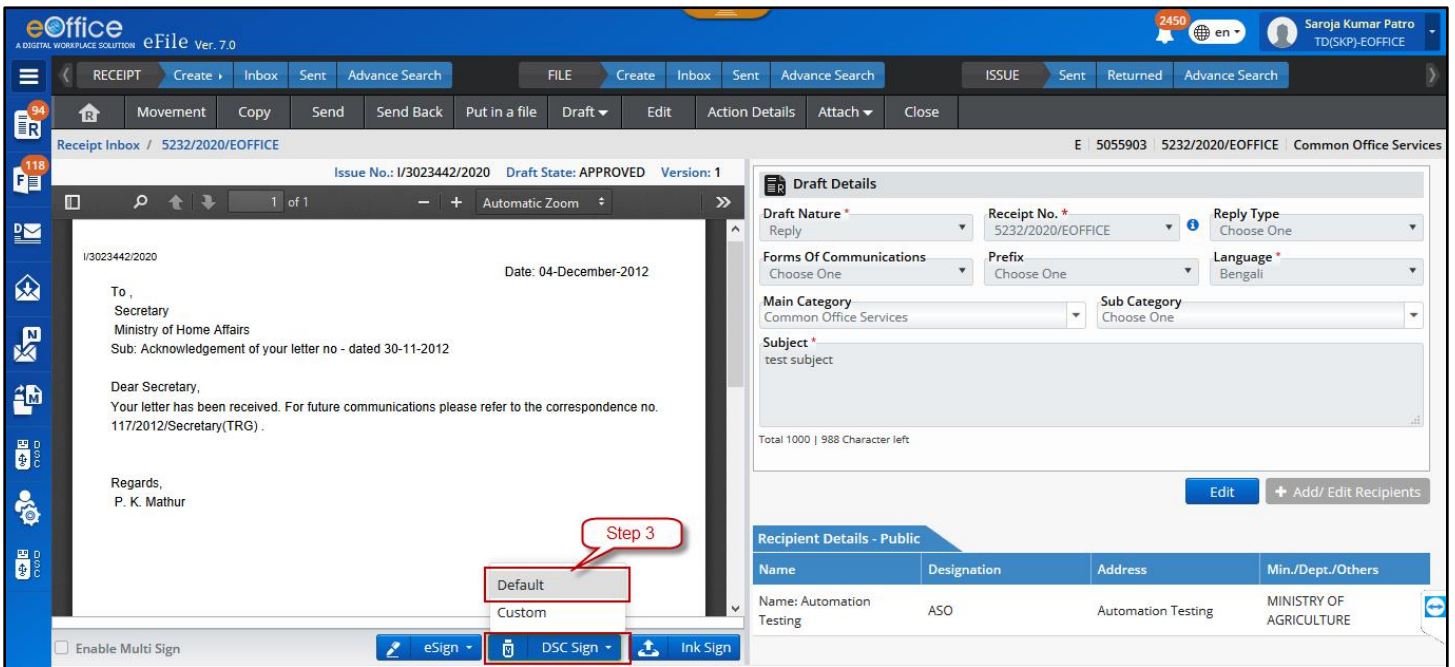 eOffice
A DIGITAL WORKPLACE SOLUTION eFile Ver. 7.0
2450
en
Saroja Kumar Patro
TD(SKP)-EOFFICE
RECEIPT Create Inbox Sent Advance Search FILE Create Inbox Sent Advance Search ISSUE Sent Returned Advance Search
94
R
R Movement Copy Send Send Back Put in a file Draft Edit Action Details Attach Close
Receipt Inbox / 5232/2020/EOFFICE
E 5055903 5232/2020/EOFFICE Common Office Services
118
F
Issue No.: I/3023442/2020 Draft State: APPROVED Version: 1
1 of 1 − + Automatic Zoom
D
N
M
DSC
DSC
I/3023442/2020
Date: 04-December-2012
To ,
Secretary
Ministry of Home Affairs
Sub: Acknowledgement of your letter no - dated 30-11-2012
Dear Secretary,
Your letter has been received. For future communications please refer to the correspondence no.
117/2012/Secretary(TRG) .
Regards,
P. K. Mathur
Step 3
Default
Custom
Enable Multi Sign
eSign DSC Sign Ink Sign
R Draft Details
Draft Nature * Receipt No. * Reply Type
Reply 5232/2020/EOFFICE Choose One
Forms Of Communications Prefix Language *
Choose One Choose One Bengali
Main Category Sub Category
Common Office Services Choose One
Subject *
test subject
Total 1000 | 988 Character left
Edit + Add/ Edit Recipients
Recipient Details - Public
Name Designation Address Min./Dept./Others
Name: Automation Testing ASO Automation Testing MINISTRY OF AGRICULTURE